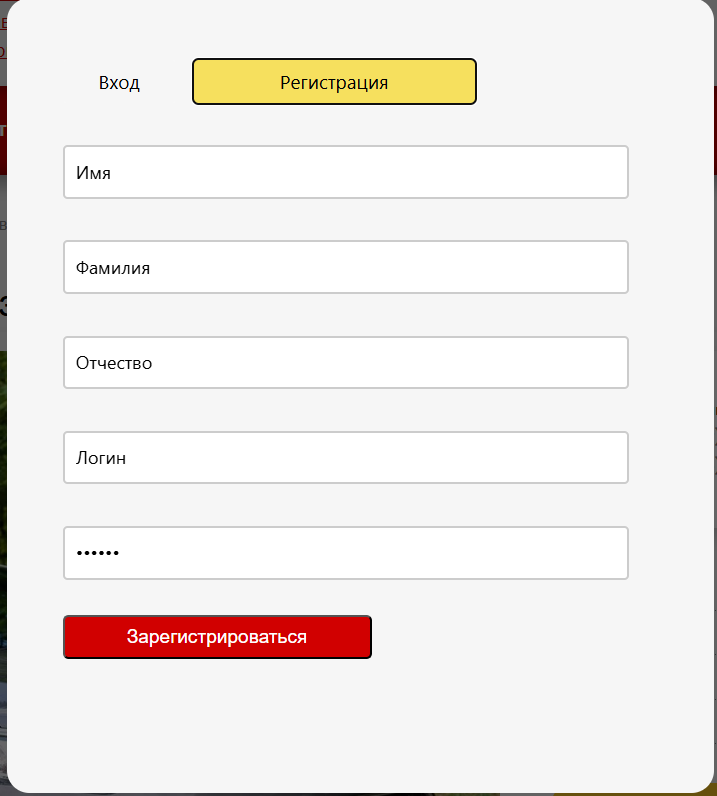 Вход
Регистрация
Имя
Фамилия
Отчество
Логин
••••••
Зарегистрироваться